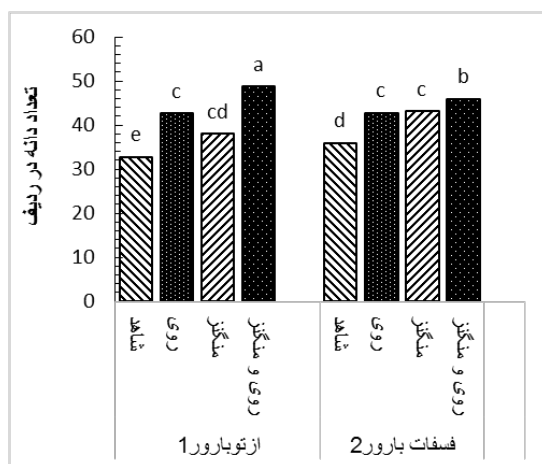 تعداد دانه در ردیف
60
50
40
30
20
10
0
e c cd a d c c b
شاهد روی منگنز روی و منگنز شاهد روی منگنز روی و منگنز
ازتوبارور1 فسفات بارور2